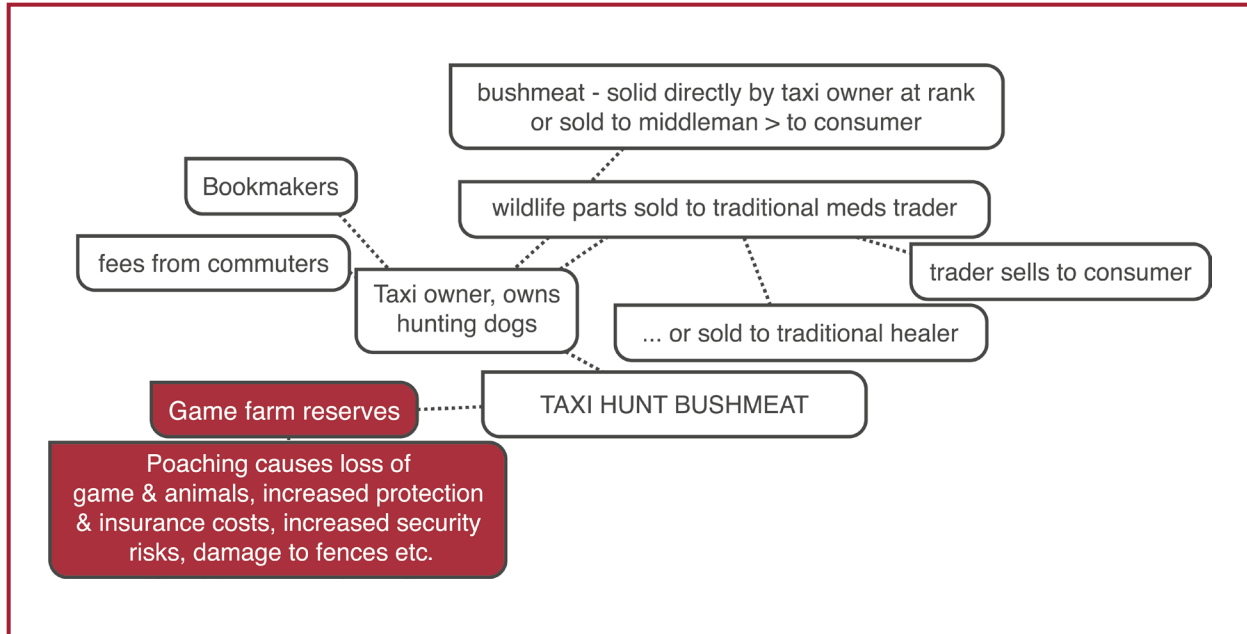 bushmeat - solid directly by taxi owner at rank
or sold to middleman > to consumer
Bookmakers
wildlife parts sold to traditional meds trader
fees from commuters
trader sells to consumer
Taxi owner, owns
hunting dogs
... or sold to traditional healer
TAXI HUNT BUSHMEAT
Game farm reserves
Poaching causes loss of
game & animals, increased protection
& insurance costs, increased security
risks, damage to fences etc.